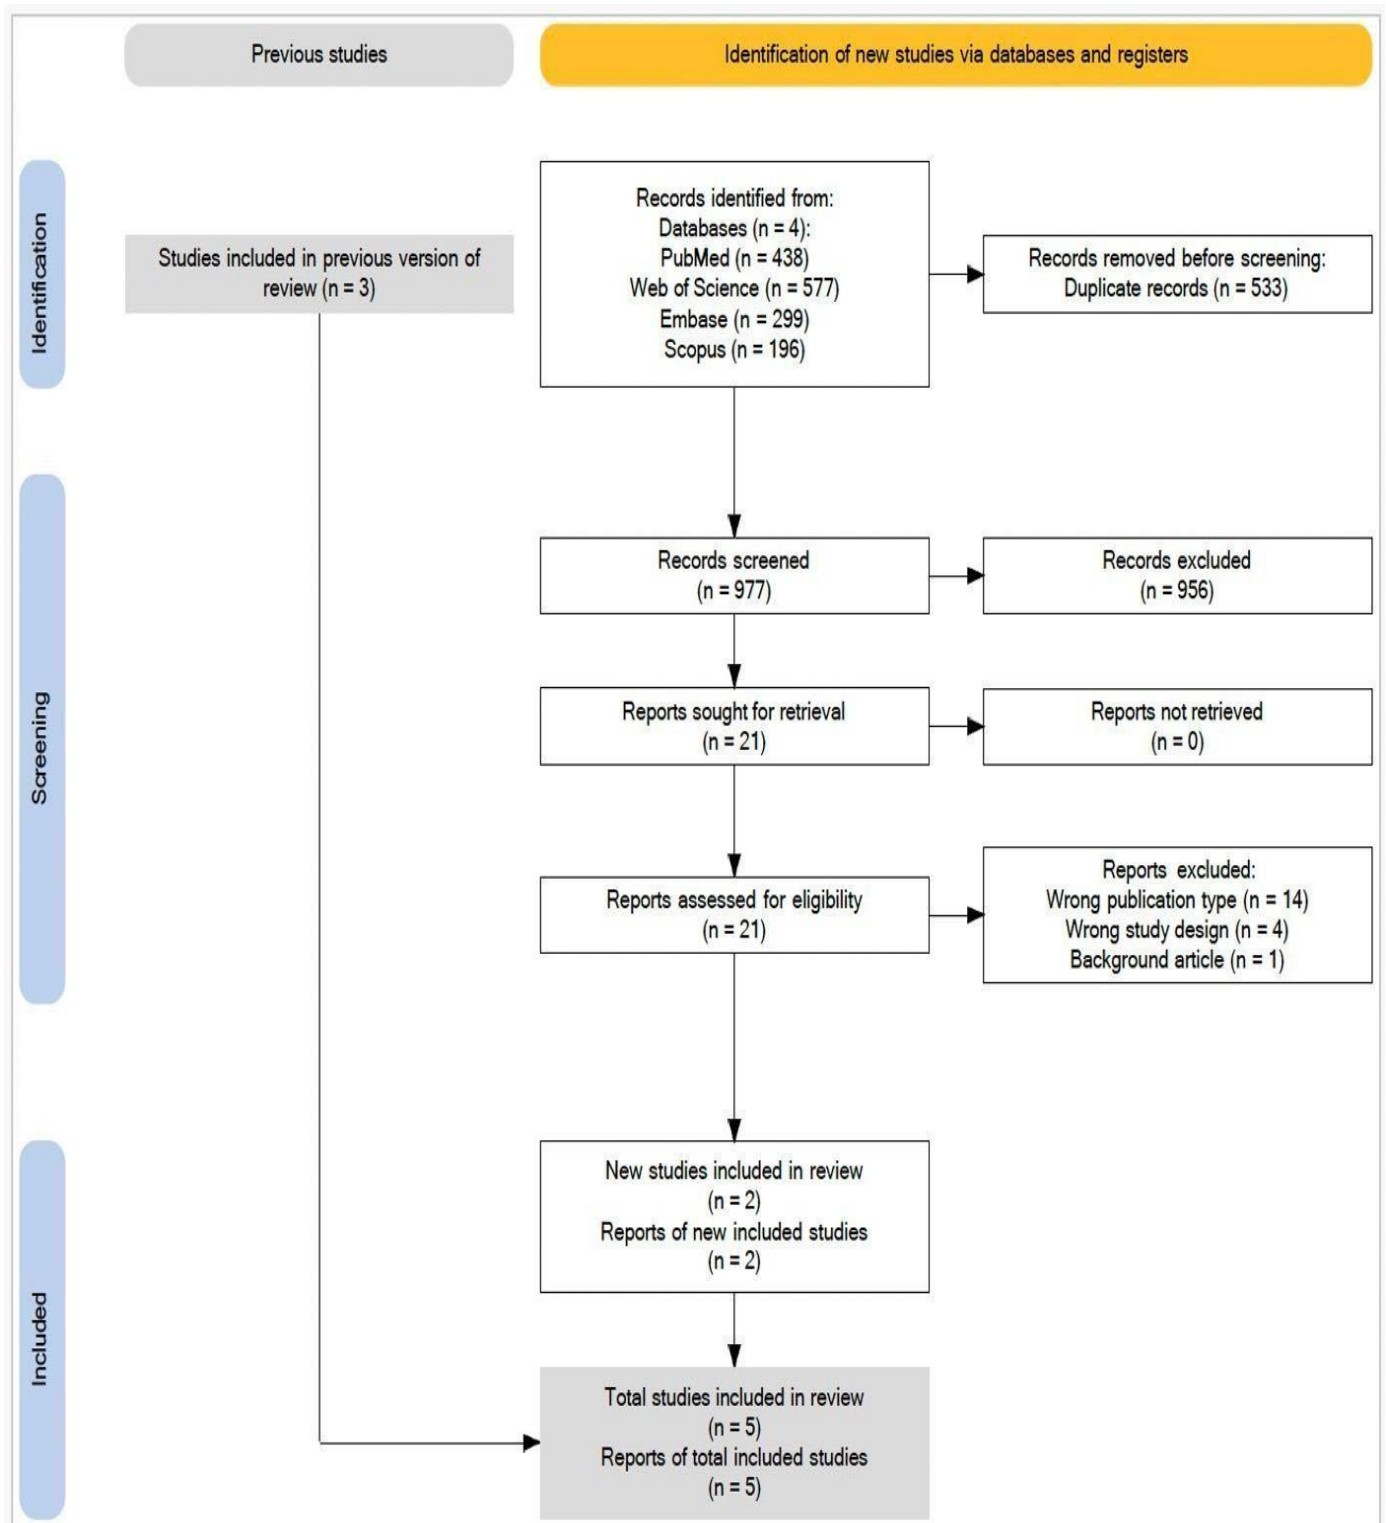 Previous studies
Identification of new studies via databases and registers
Identification
Studies included in previous version of
review (n = 3)
Records identified from:
Databases (n = 4):
PubMed (n = 438)
Web of Science (n = 577)
Embase (n = 299)
Scopus (n = 196)
Records removed before screening:
Duplicate records (n = 533)
Screening
Records screened
(n = 977)
Records excluded
(n = 956)
Reports sought for retrieval
(n = 21)
Reports not retrieved
(n = 0)
Reports assessed for eligibility
(n = 21)
Reports excluded:
Wrong publication type (n = 14)
Wrong study design (n = 4)
Background article (n = 1)
Included
New studies included in review
(n = 2)
Reports of new included studies
(n = 2)
Total studies included in review
(n = 5)
Reports of total included studies
(n = 5)